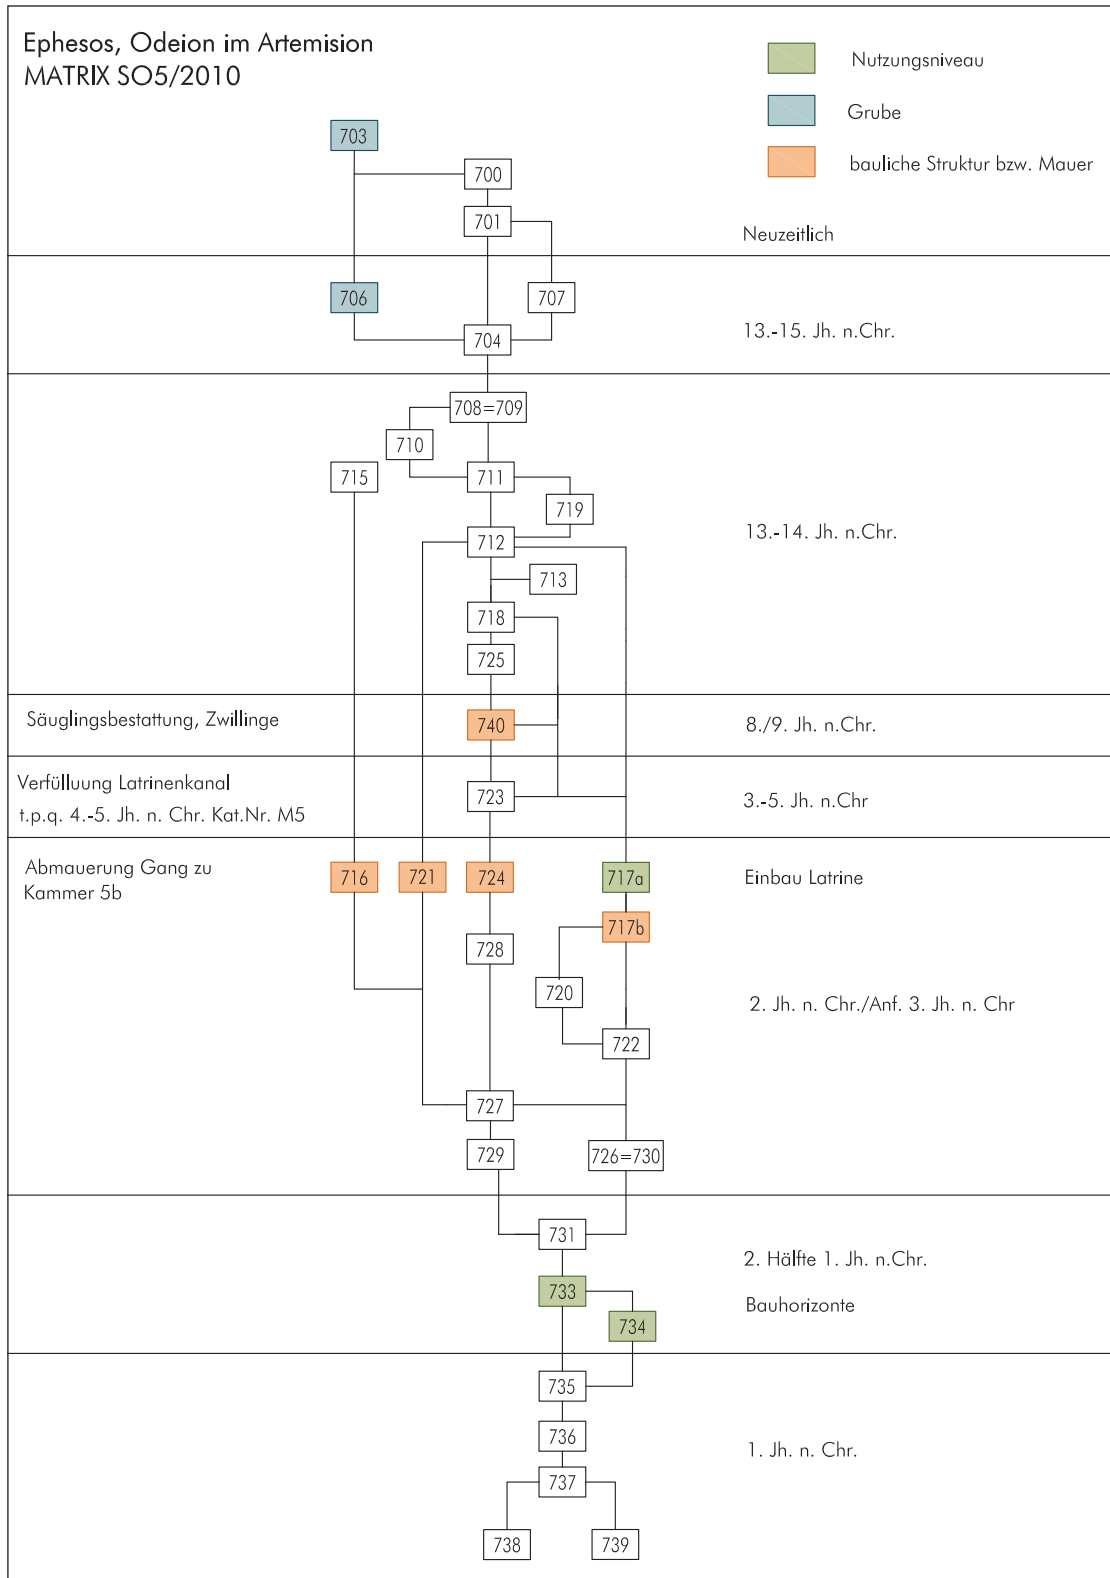 Ephesos, Odeion im Artemision
MATRIX SO5/2010
Nutzungsniveau
Grube
bauliche Struktur bzw. Mauer
703
700
701
Neuzeitlich
706
707
704
13.-15. Jh. n.Chr.
708=709
710
715
711
719
712
13.-14. Jh. n.Chr.
713
718
725
Säuglingsbestattung, Zwillinge
740
8./9. Jh. n.Chr.
Verfülluung Latrinenkanal
t.p.q. 4.-5. Jh. n. Chr. Kat.Nr. M5
723
3.-5. Jh. n.Chr
Abmauerung Gang zu
Kammer 5b
716
721
724
717a
Einbau Latrine
717b
728
720
2. Jh. n. Chr./Anf. 3. Jh. n. Chr
722
727
729
726=730
731
2. Hälfte 1. Jh. n.Chr.
733
Bauhorizonte
734
735
736
1. Jh. n. Chr.
737
738
739